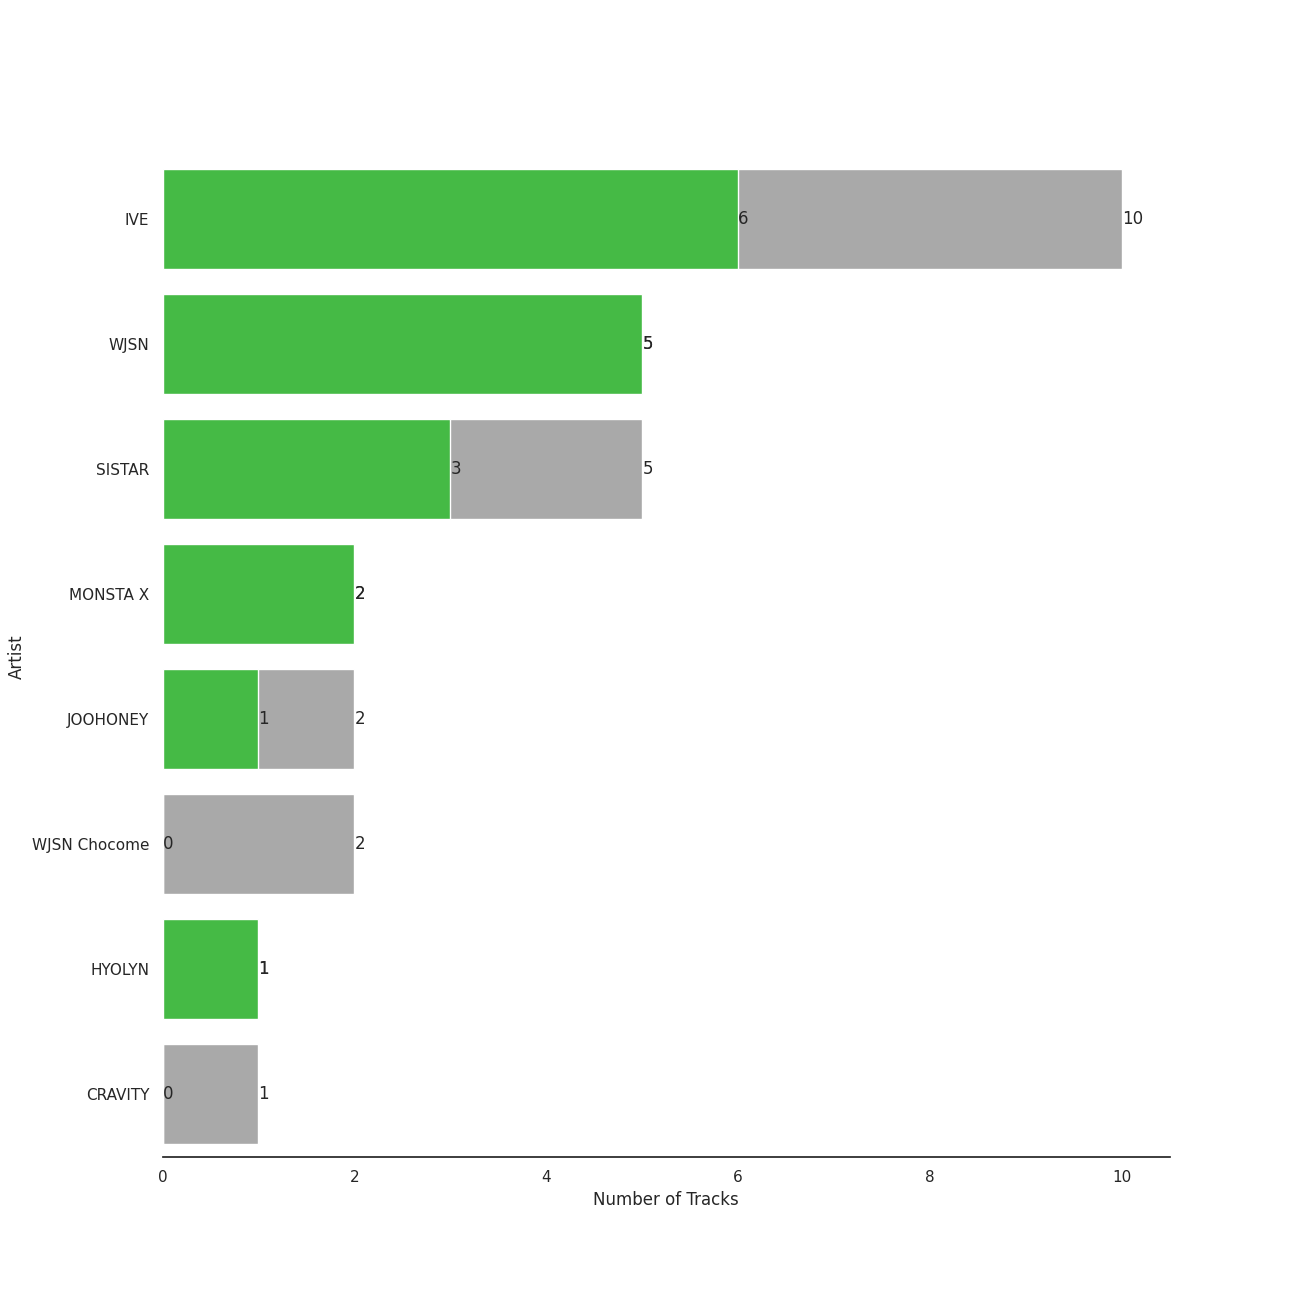 IVE 6 10
WJSN 5
SISTAR 3 5
MONSTA X 2
JOOHONEY 1 2
WJSN Chocome 0 2
HYOLYN 1
CRAVITY 0 1
Artist
0 2 4 6 8 10
Number of Tracks